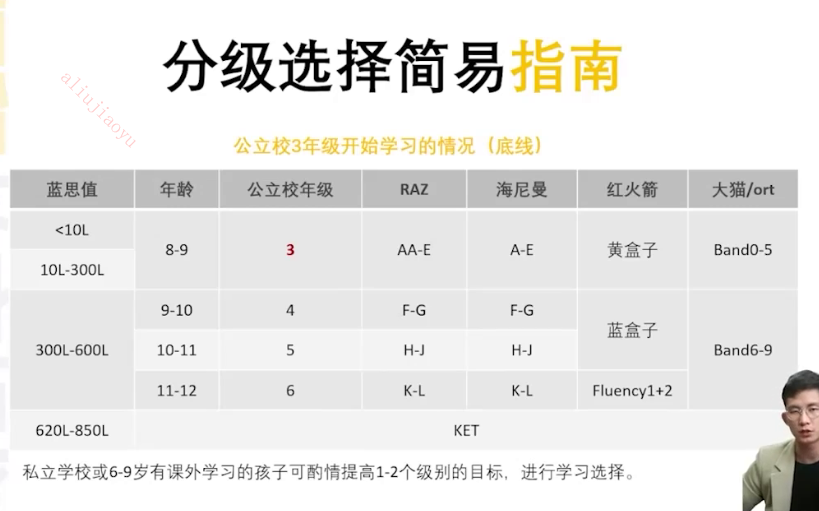 分级选择简易指南
aliujiaoyu
公立校3年级开始学习的情况（底线）
蓝思值 年龄 公立校年级 RAZ 海尼曼 红火箭 大猫/ort
<10L
8-9 3 AA-E A-E 黄盒子 Band0-5
10L-300L
9-10 4 F-G F-G
蓝盒子
300L-600L 10-11 5 H-J H-J Band6-9
11-12 6 K-L K-L Fluency1+2
620L-850L KET
私立学校或6-9岁有课外学习的孩子可酌情提高1-2个级别的目标，进行学习选择。